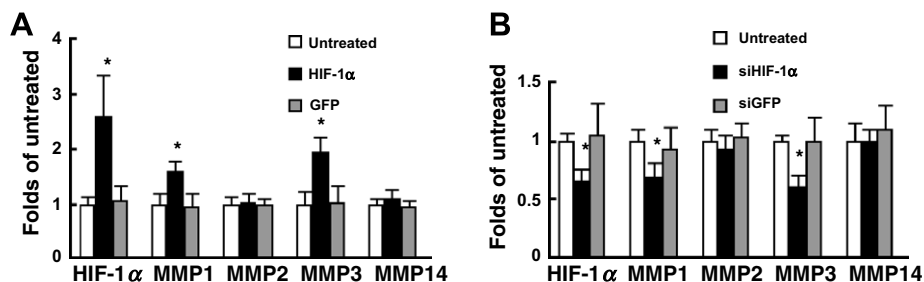 A
Folds of untreated
4
3
2
1
0
Untreated
HIF-1α
GFP
*
*
*
HIF-1α MMP1 MMP2 MMP3 MMP14
B
Folds of untreated
1.5
1
0.5
0
Untreated
siHIF-1α
siGFP
*
*
*
HIF-1α MMP1 MMP2 MMP3 MMP14